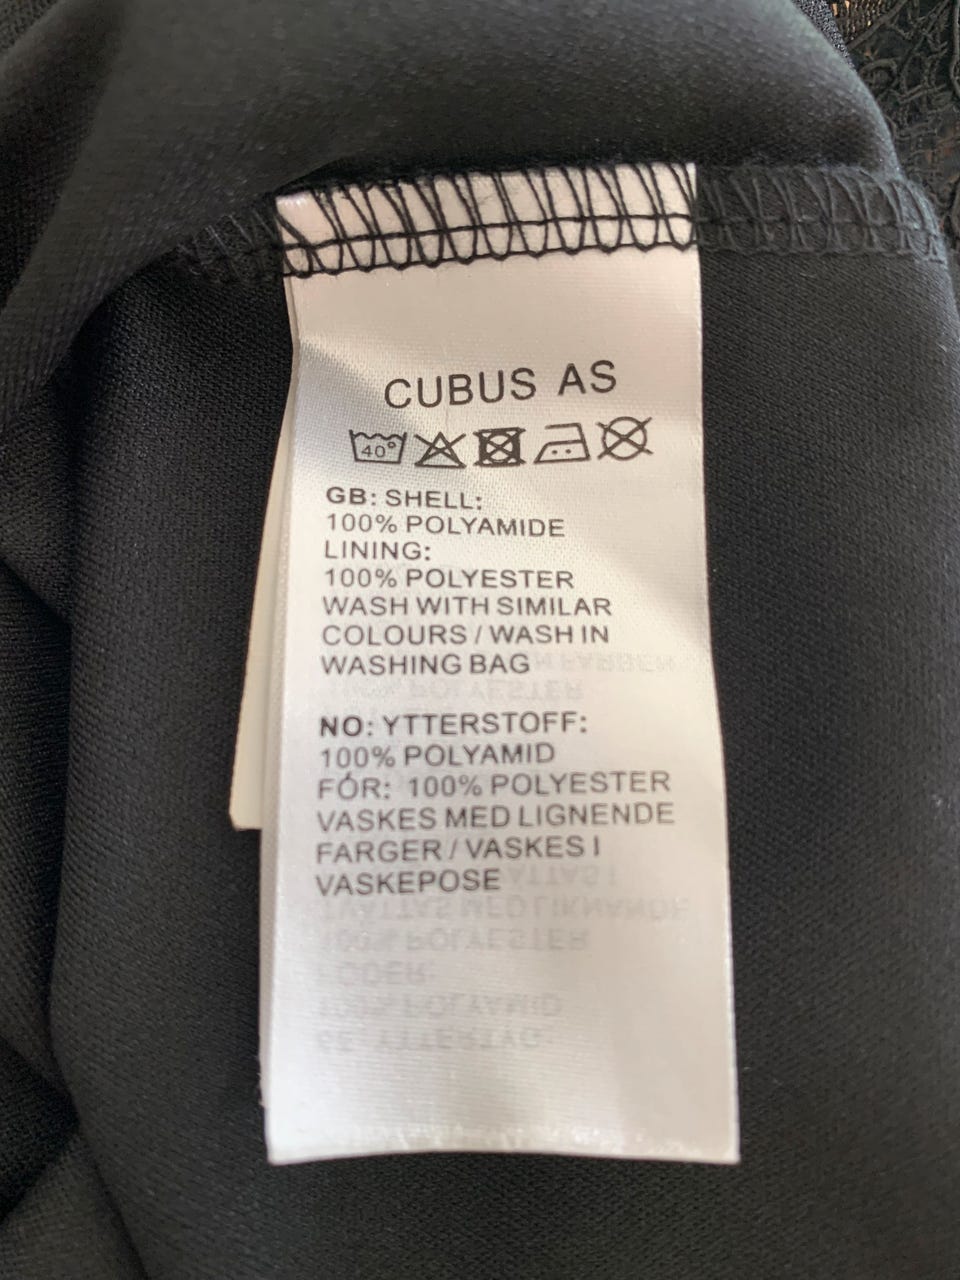 CUBUS AS
40°
GB: SHELL:
100% POLYAMIDE
LINING:
100% POLYESTER
WASH WITH SIMILAR
COLOURS / WASH IN
WASHING BAG
NO: YTTERSTOFF:
100% POLYAMID
FÓR: 100% POLYESTER
VASKES MED LIGNENDE
FARGER / VASKES I
VASKEPOSE